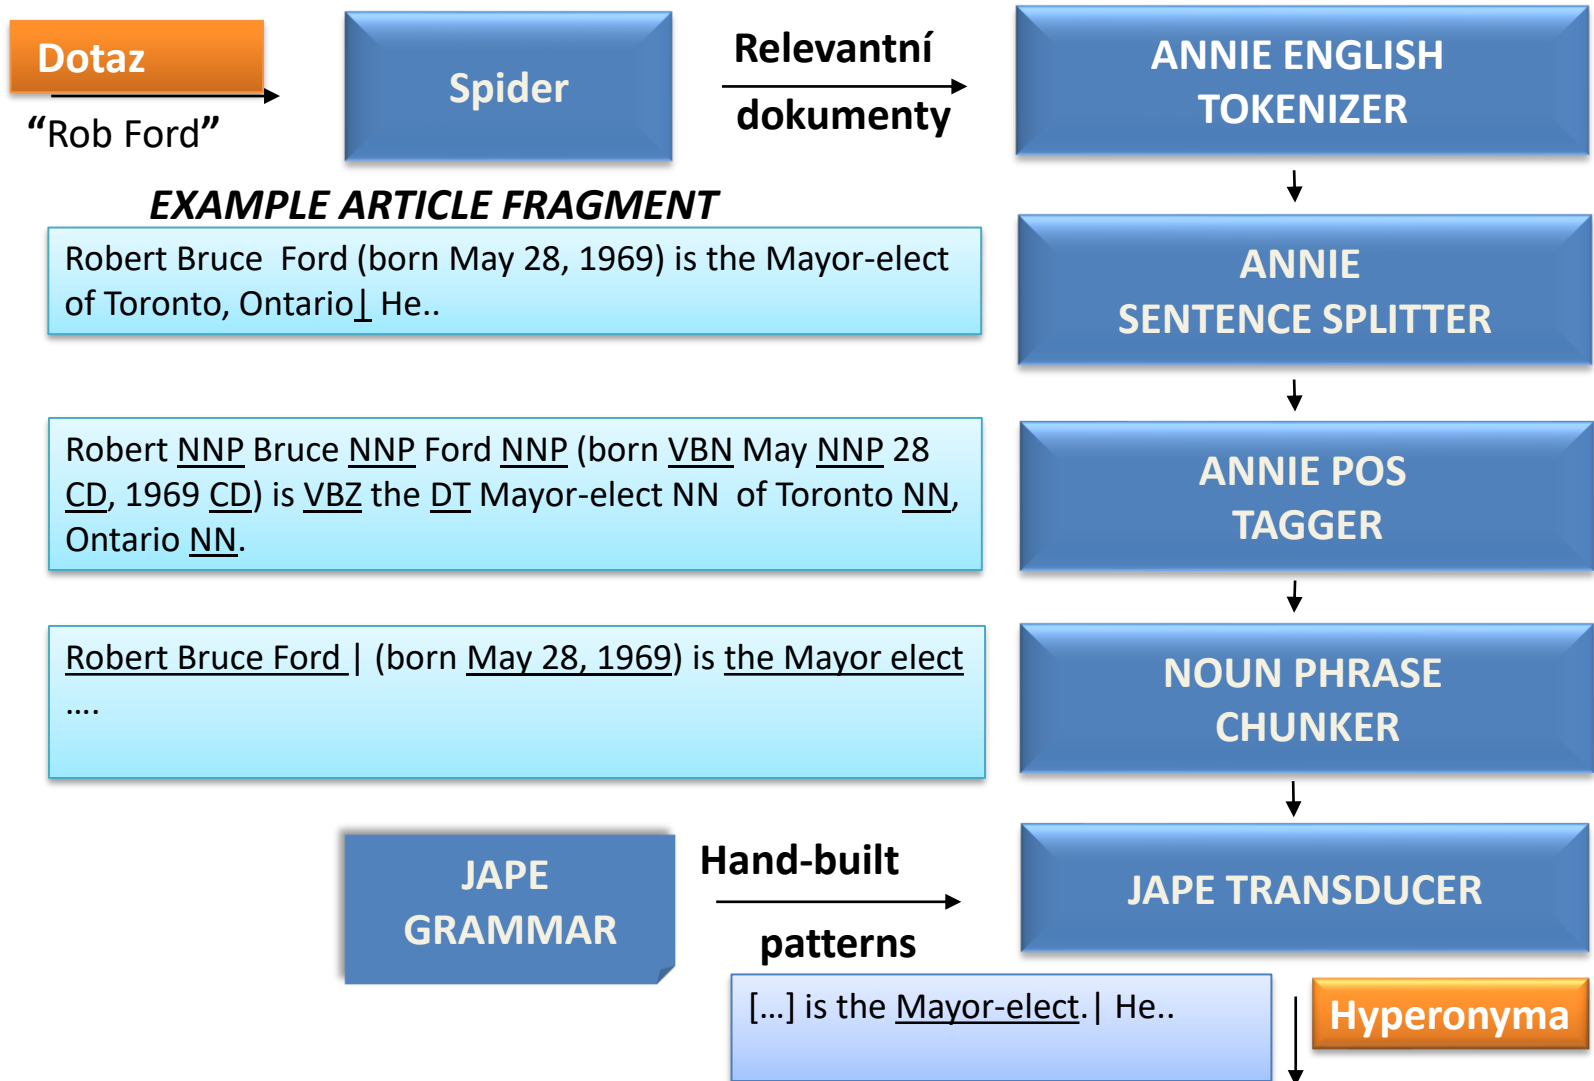 Dotaz
“Rob Ford”
Spider
Relevantní
dokumenty
ANNIE ENGLISH
TOKENIZER
EXAMPLE ARTICLE FRAGMENT
Robert Bruce  Ford (born May 28, 1969) is the Mayor-elect
of Toronto, Ontario| He..
ANNIE
SENTENCE SPLITTER
Robert NNP Bruce NNP Ford NNP (born VBN May NNP 28
CD, 1969 CD) is VBZ the DT Mayor-elect NN  of Toronto NN,
Ontario NN.
ANNIE POS
TAGGER
Robert Bruce Ford | (born May 28, 1969) is the Mayor elect
....
NOUN PHRASE
CHUNKER
JAPE
GRAMMAR
Hand-built
patterns
JAPE TRANSDUCER
[...] is the Mayor-elect.| He..
Hyperonyma